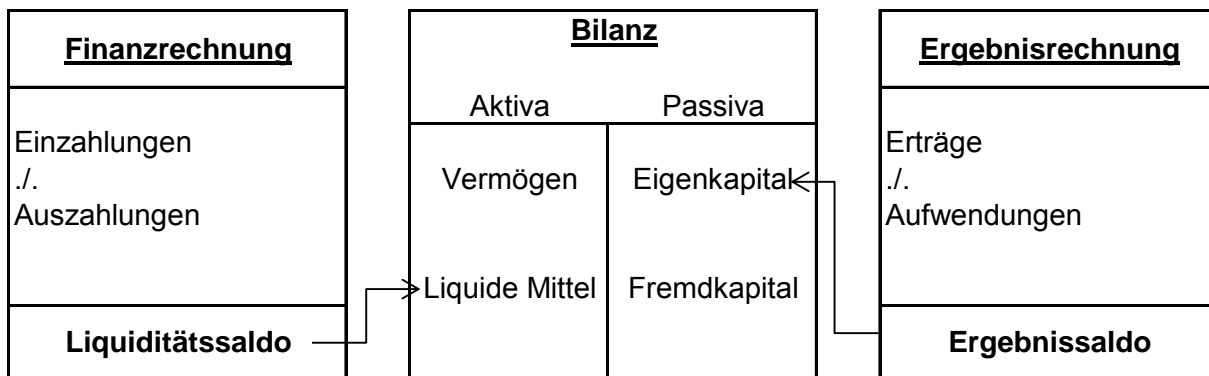 Finanzrechnung
Einzahlungen
./.
Auszahlungen
Liquiditätssaldo
Bilanz
Aktiva Passiva
Vermögen Eigenkapital
Liquide Mittel Fremdkapital
Ergebnisrechnung
Erträge
./.
Aufwendungen
Ergebnissaldo